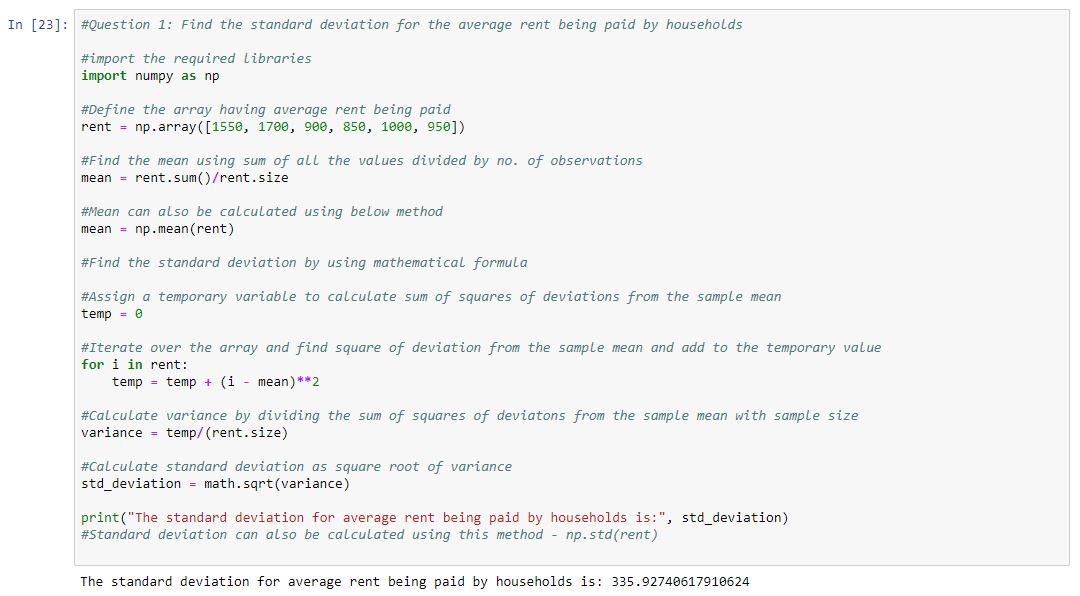 In [23]: #Question 1: Find the standard deviation for the average rent being paid by households
#import the required libraries
import numpy as np
#Define the array having average rent being paid
rent = np.array([1550, 1700, 900, 850, 1000, 950])
#Find the mean using sum of all the values divided by no. of observations
mean = rent.sum()/rent.size
#Mean can also be calculated using below method
mean = np.mean(rent)
#Find the standard deviation by using mathematical formula
#Assign a temporary variable to calculate sum of squares of deviations from the sample mean
temp = 0
#Iterate over the array and find square of deviation from the sample mean and add to the temporary value
for i in rent:
    temp = temp + (i - mean)**2
#Calculate variance by dividing the sum of squares of deviatons from the sample mean with sample size
variance = temp/(rent.size)
#Calculate standard deviation as square root of variance
std_deviation = math.sqrt(variance)
print("The standard deviation for average rent being paid by households is:", std_deviation)
#Standard deviation can also be calculated using this method - np.std(rent)
The standard deviation for average rent being paid by households is: 335.92740617910624